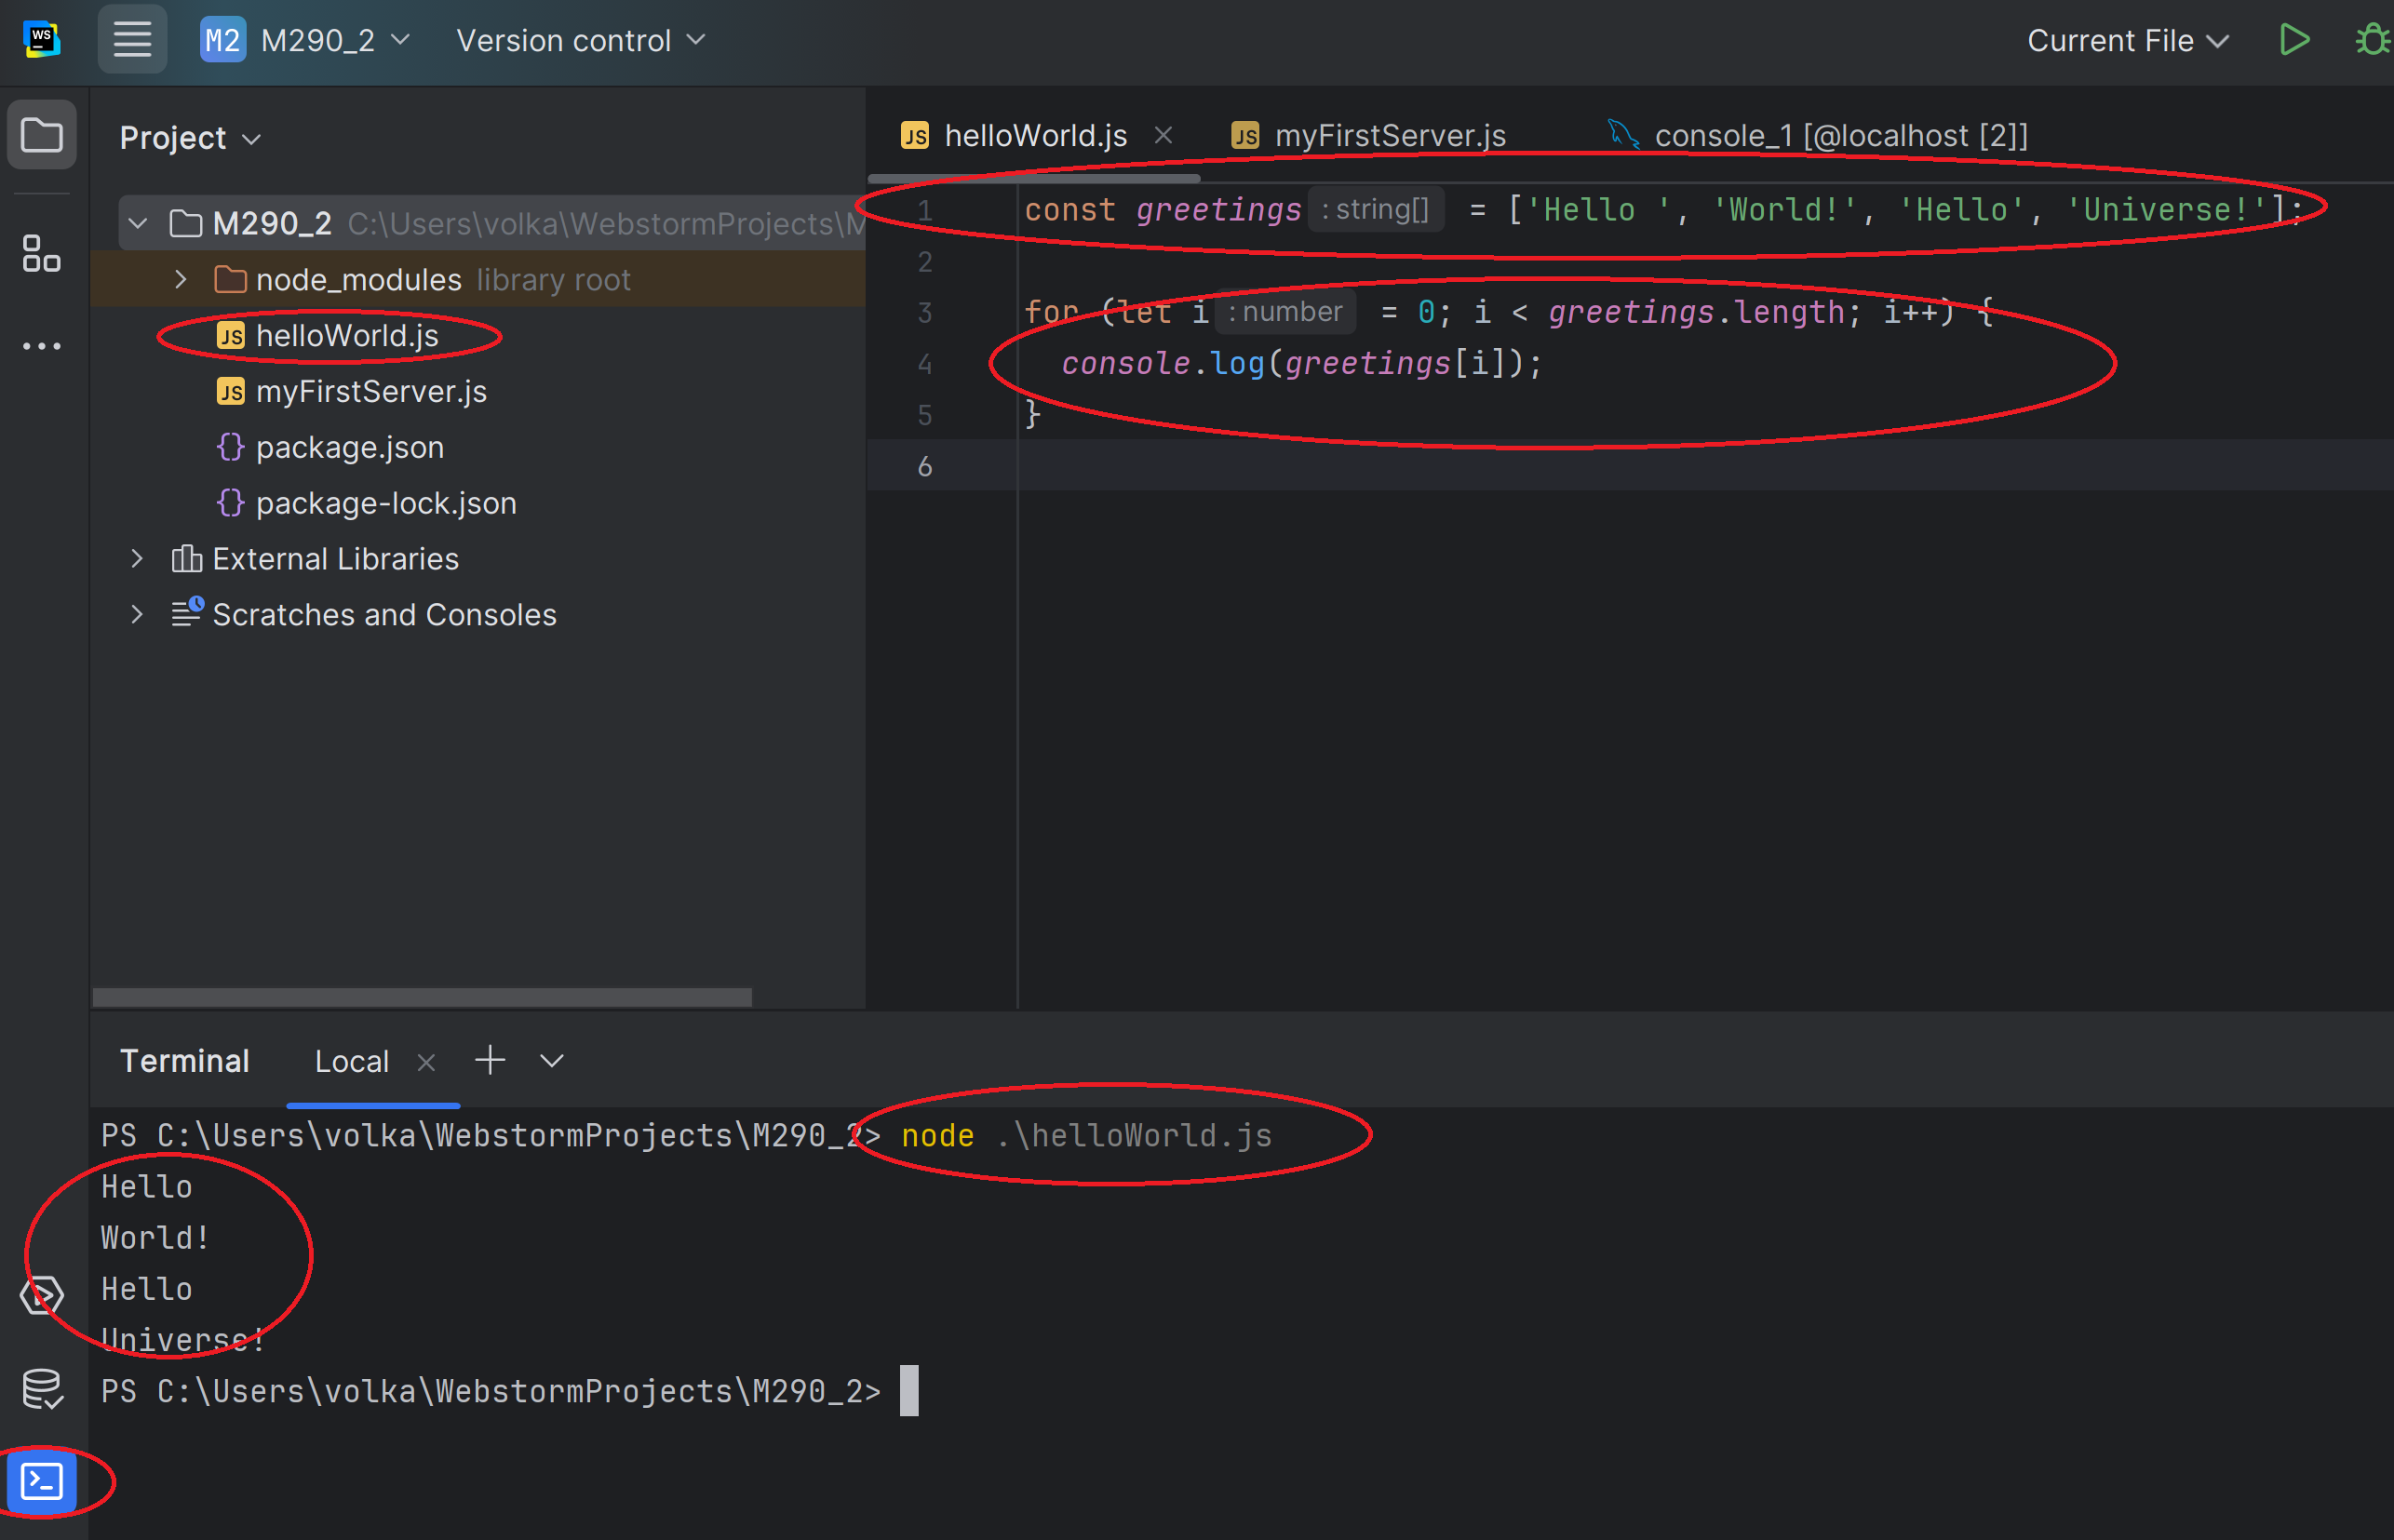 WS
M2 M290_2 Version control Current File
Project
helloWorld.js myFirstServer.js console_1 [@localhost [2]]
M290_2 C:\Users\volka\WebstormProjects\M
node_modules library root
JS helloWorld.js
JS myFirstServer.js
{} package.json
{} package-lock.json
External Libraries
Scratches and Consoles
1 const greetings : string[] = ['Hello ', 'World!', 'Hello', 'Universe!'];
2
3 for (let i : number = 0; i < greetings.length; i++) {
4 console.log(greetings[i]);
5 }
6
Terminal Local
PS C:\Users\volka\WebstormProjects\M290_2> node .\helloWorld.js
Hello
World!
Hello
Universe!
PS C:\Users\volka\WebstormProjects\M290_2>